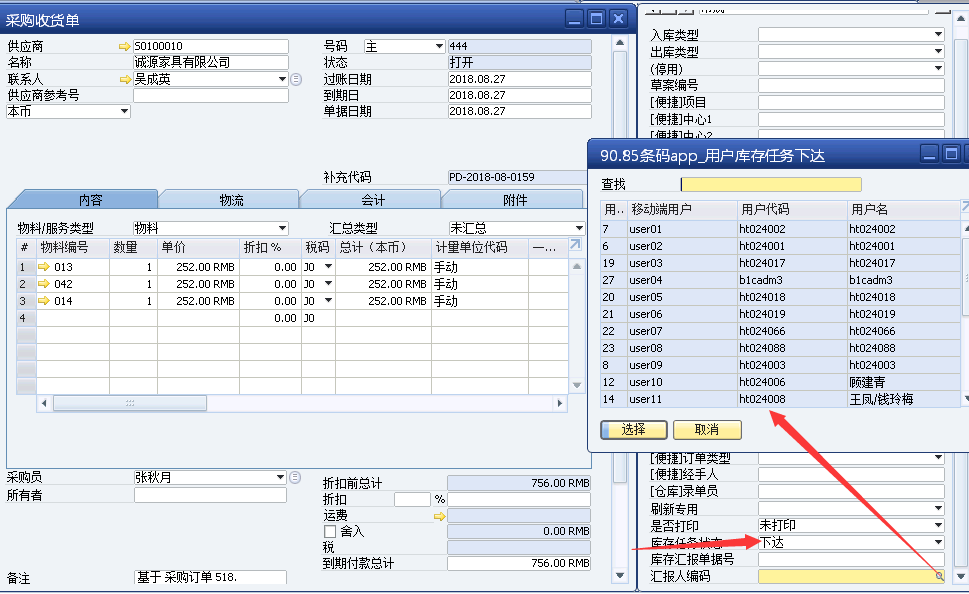 采购收货单
供应商 S0100010
名称 诚源家具有限公司
联系人 吴成英
供应商参考号
本币
号码 主 444
状态 打开
过账日期 2018.08.27
到期日 2018.08.27
单据日期 2018.08.27
补充代码 PD-2018-08-0159
内容 物流 会计 附件
物料/服务类型 物料 汇总类型 未汇总
# 物料编号 数量 单价 折扣 % 税码 总计（本币） 计量单位代码 一...
1 013 1 252.00 RMB 0.00 J0 252.00 RMB 手动
2 042 1 252.00 RMB 0.00 J0 252.00 RMB 手动
3 014 1 252.00 RMB 0.00 J0 252.00 RMB 手动
4 0.00 J0
采购员 张秋月
所有者
备注 基于 采购订单 518.
折扣前总计 756.00 RMB
折扣 %
运费
舍入 0.00 RMB
税
到期付款总计 756.00 RMB
入库类型
出库类型
(停用)
草案编号
[便捷]项目
[便捷]中心1
[便捷]中心2
90.85条码app_用户库存任务下达
查找
用.. 移动端用户 用户代码 用户名
7 user01 ht024002 ht024002
6 user02 ht024001 ht024001
19 user03 ht024017 ht024017
27 user04 b1cadm3 b1cadm3
20 user05 ht024018 ht024018
21 user06 ht024019 ht024019
22 user07 ht024066 ht024066
23 user08 ht024088 ht024088
8 user09 ht024003 ht024003
12 user10 ht024006 顾建青
14 user11 ht024008 王凤/钱玲梅
选择 取消
[便捷]订单类型
[便捷]经手人
[仓库]录单员
刷新专用
是否打印 未打印
库存任务状态 下达
库存汇报单据号
汇报人编码